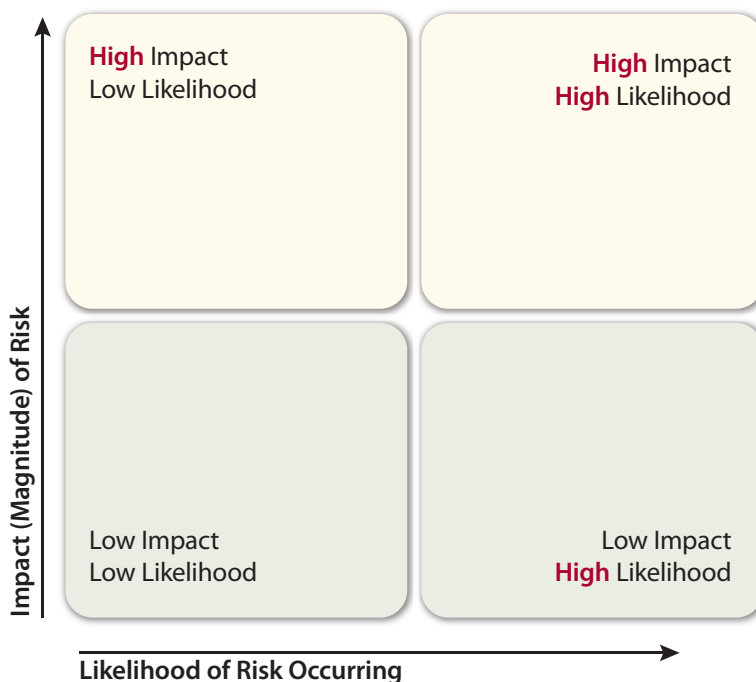 High Impact
Low Likelihood
High Impact
High Likelihood
Impact (Magnitude) of Risk
Low Impact
Low Likelihood
Low Impact
High Likelihood
Likelihood of Risk Occurring